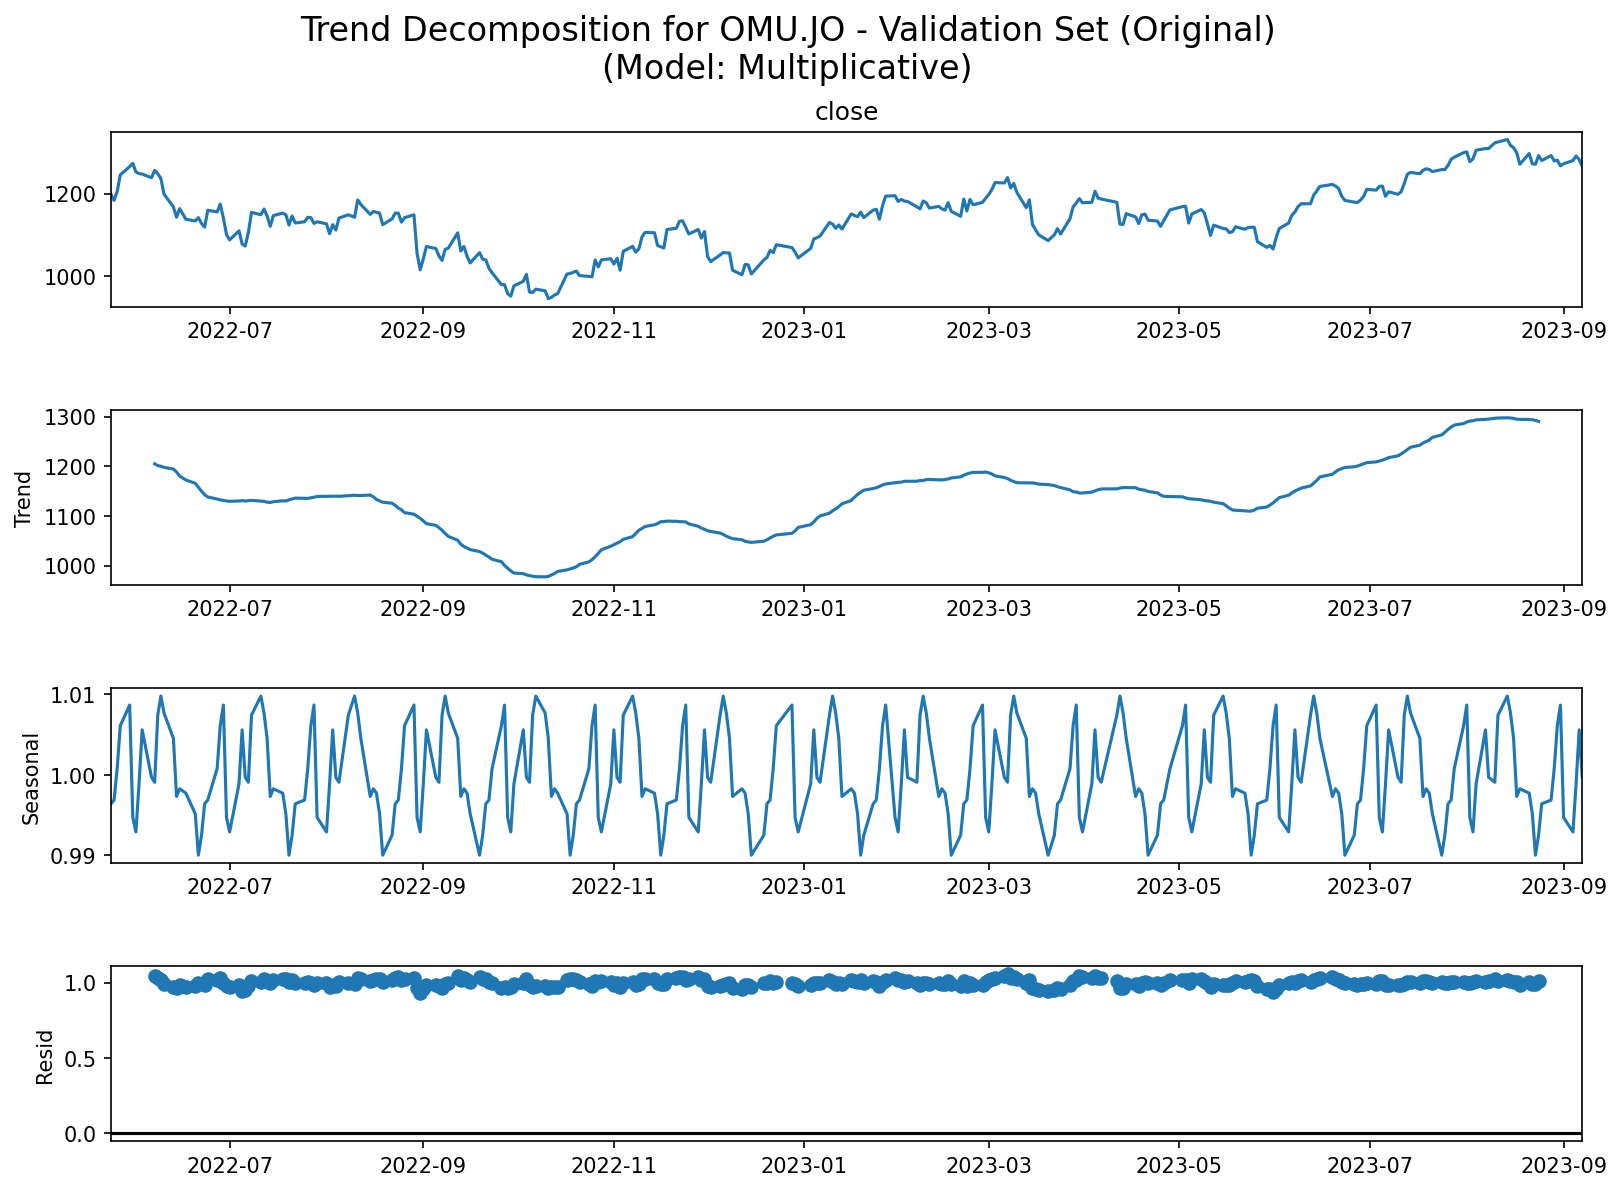 Trend Decomposition for OMU.JO - Validation Set (Original)
(Model: Multiplicative)
close
1200
1000
2022-07 2022-09 2022-11 2023-01 2023-03 2023-05 2023-07 2023-09
Trend
1300
1200
1100
1000
2022-07 2022-09 2022-11 2023-01 2023-03 2023-05 2023-07 2023-09
Seasonal
1.01
1.00
0.99
2022-07 2022-09 2022-11 2023-01 2023-03 2023-05 2023-07 2023-09
Resid
1.0
0.5
0.0
2022-07 2022-09 2022-11 2023-01 2023-03 2023-05 2023-07 2023-09